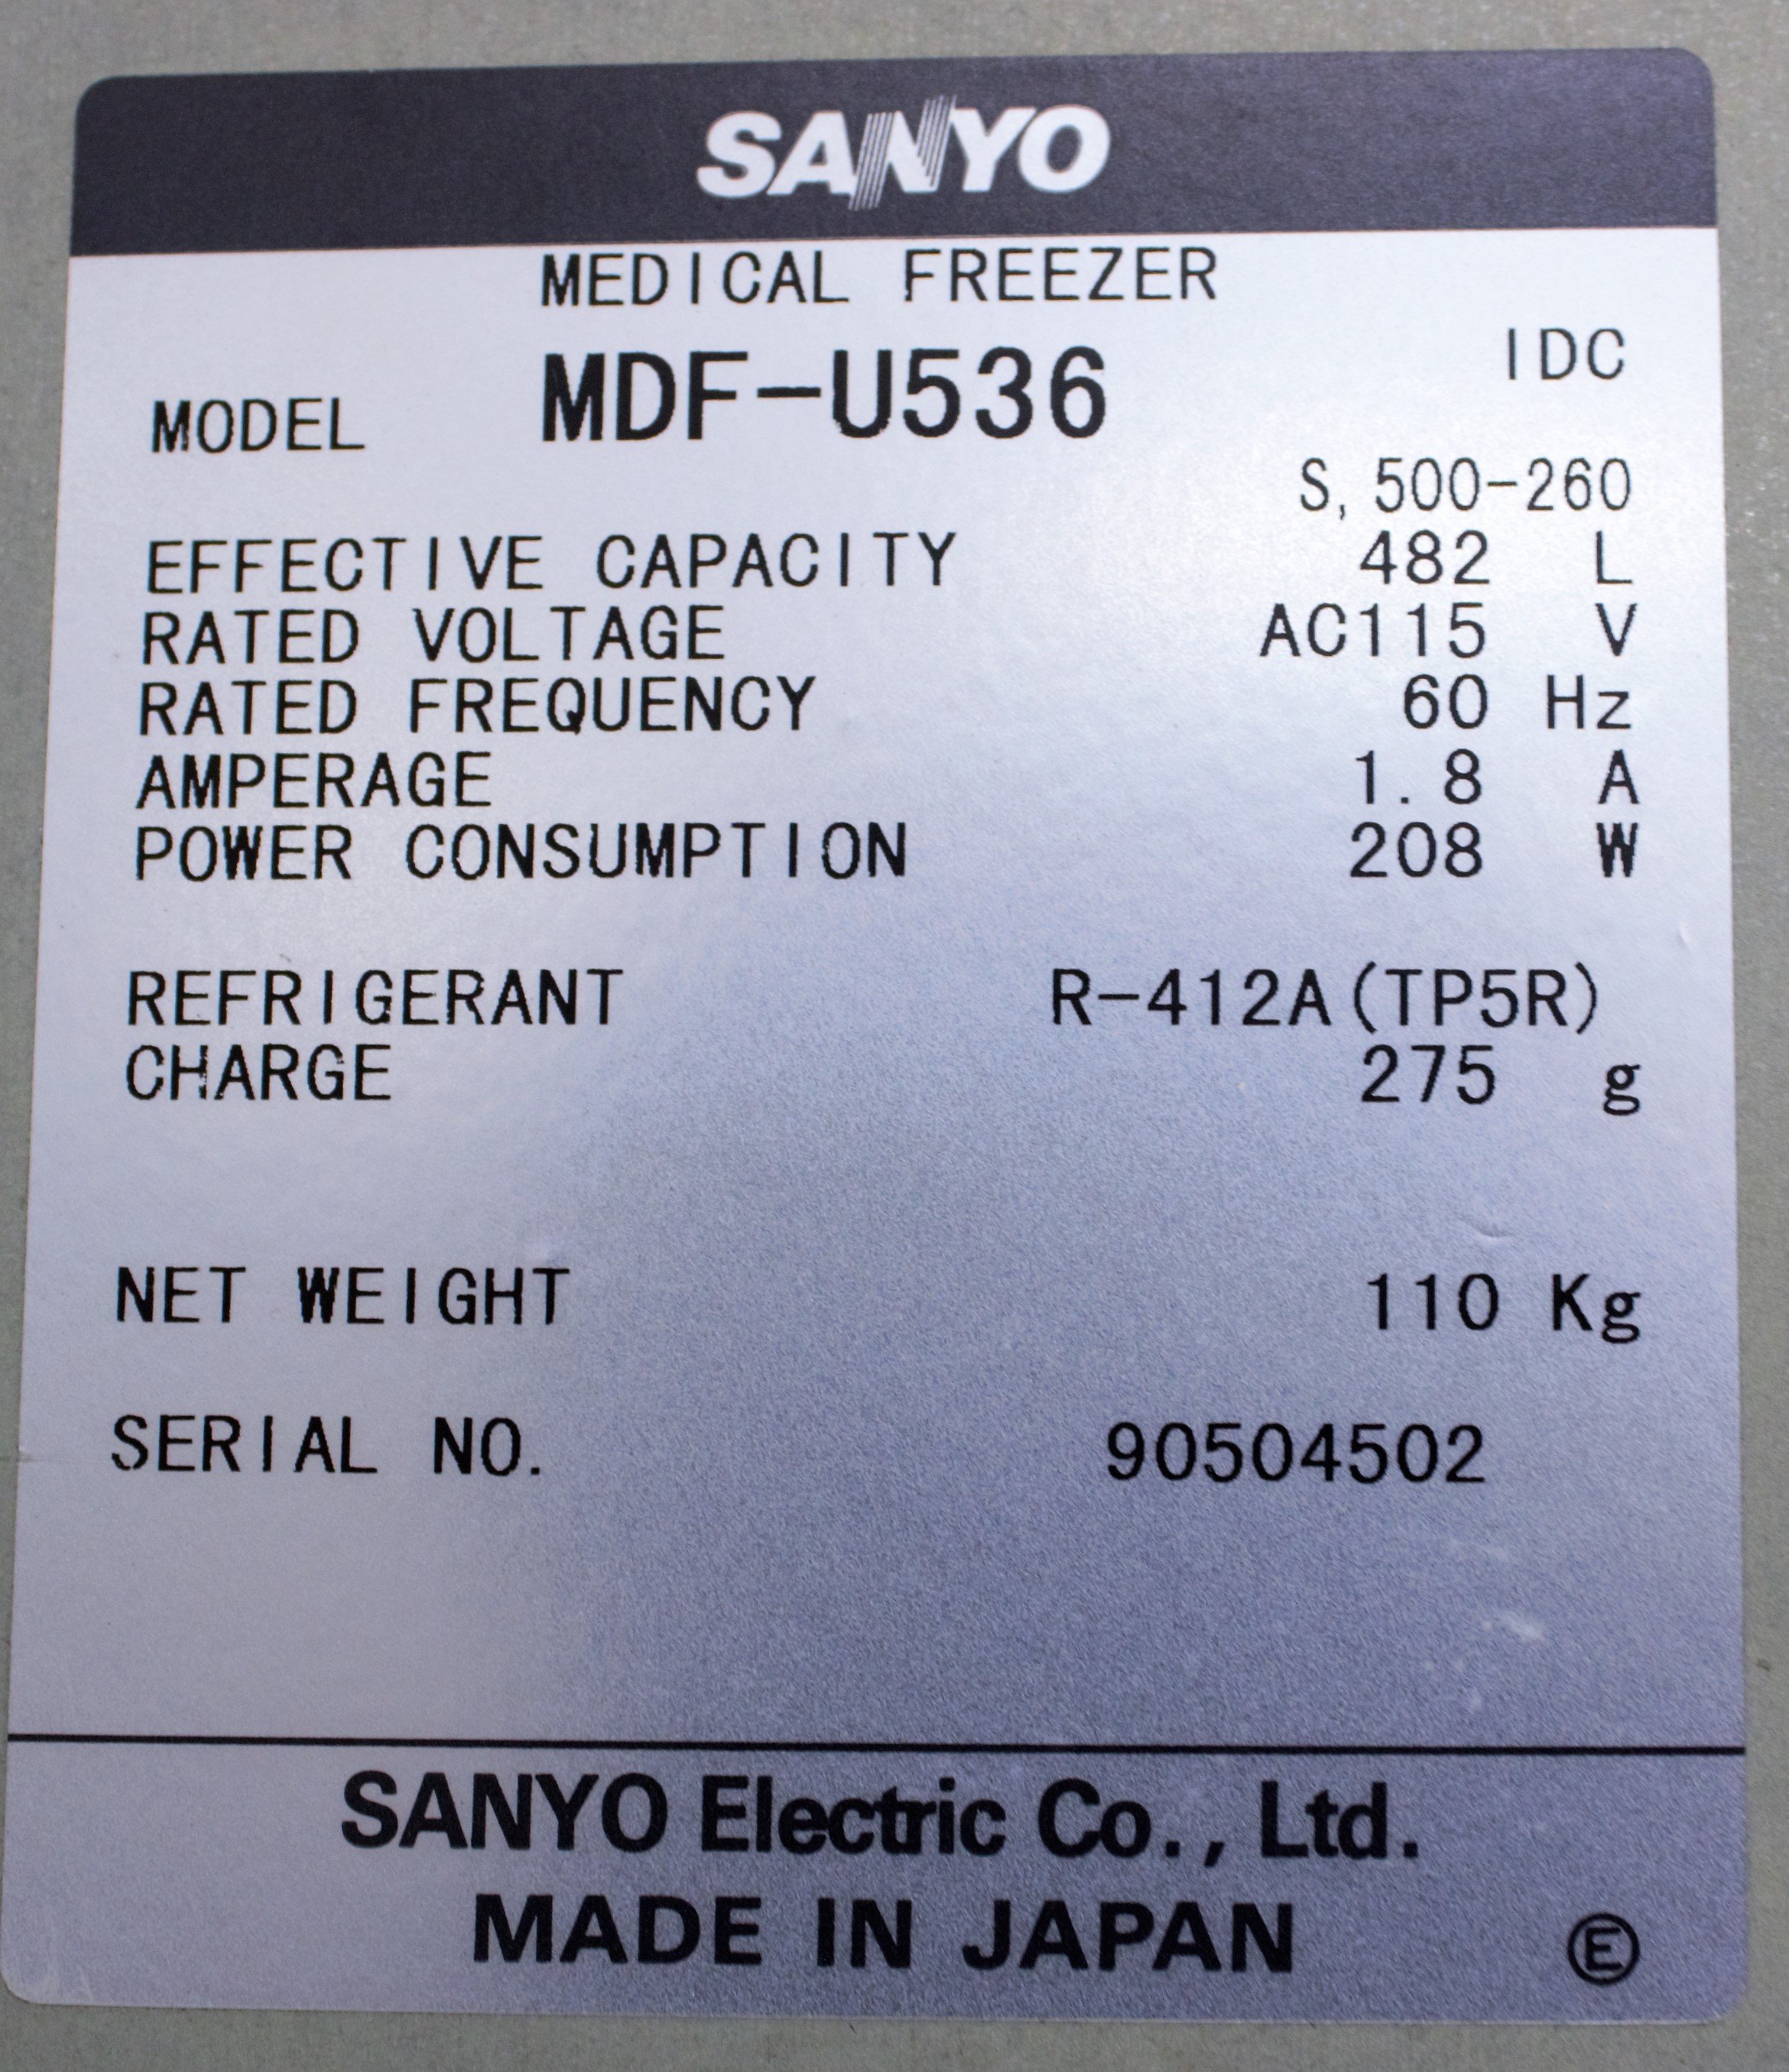 SANYO
MEDICAL FREEZER
IDC
MODEL MDF-U536
S, 500-260
EFFECTIVE CAPACITY 482 L
RATED VOLTAGE AC115 V
RATED FREQUENCY 60 Hz
AMPERAGE 1.8 A
POWER CONSUMPTION 208 W
REFRIGERANT R-412A(TP5R)
CHARGE 275 g
NET WEIGHT 110 Kg
SERIAL NO. 90504502
SANYO Electric Co., Ltd.
MADE IN JAPAN
Ⓔ